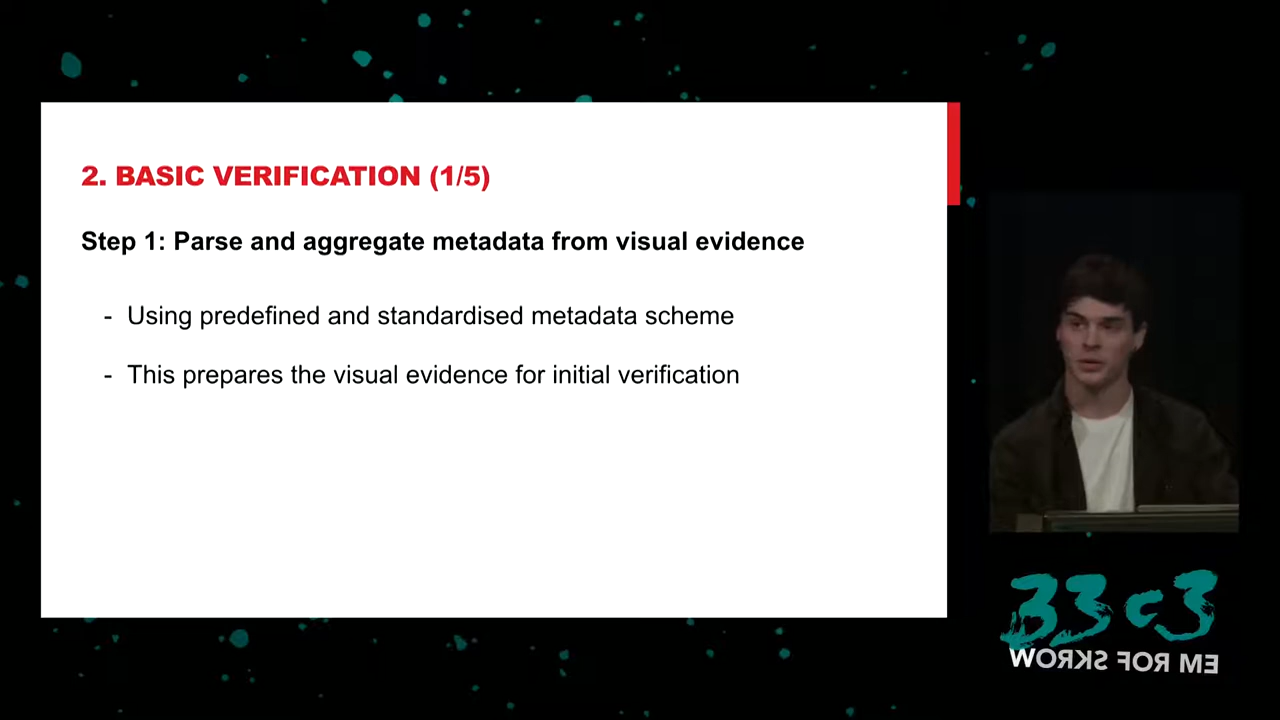 2. BASIC VERIFICATION (1/5)
Step 1: Parse and aggregate metadata from visual evidence
- Using predefined and standardised metadata scheme
- This prepares the visual evidence for initial verification
33c3
WORKS FOR ME